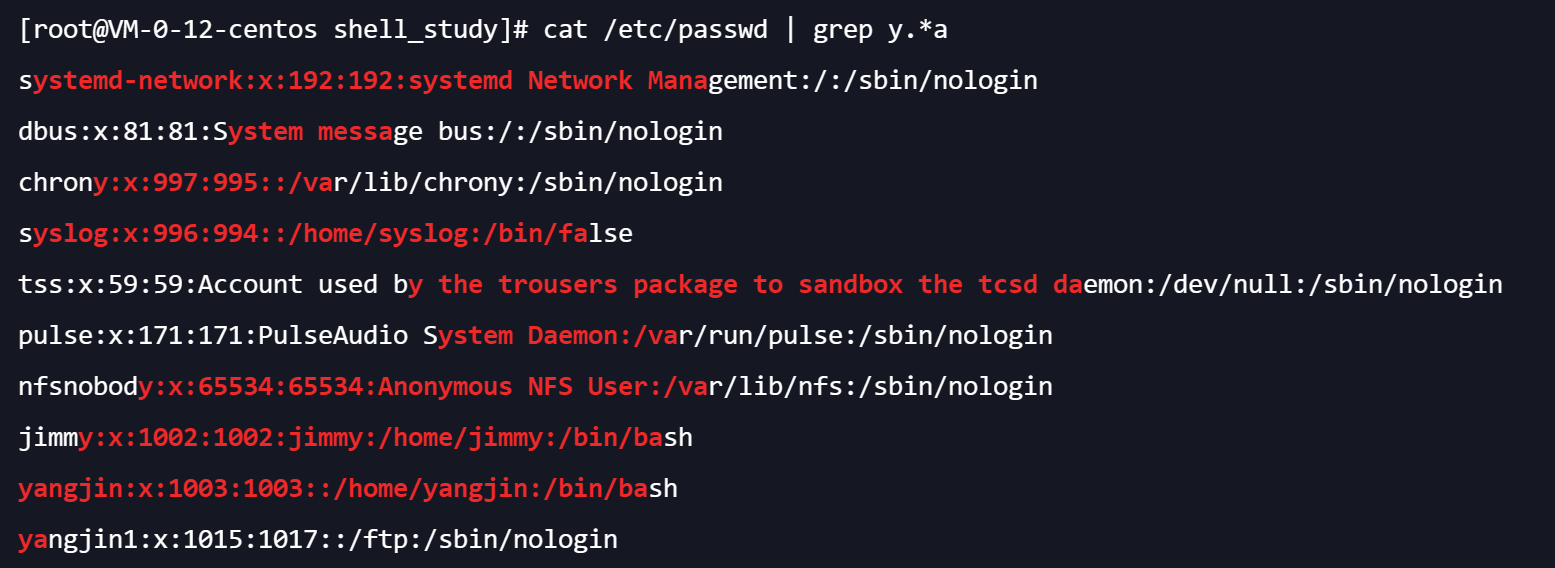 [root@VM-0-12-centos shell_study]# cat /etc/passwd | grep y.*a
systemd-network:x:192:192:systemd Network Management:/:/sbin/nologin
dbus:x:81:81:System message bus:/:/sbin/nologin
chrony:x:997:995::/var/lib/chrony:/sbin/nologin
syslog:x:996:994::/home/syslog:/bin/false
tss:x:59:59:Account used by the trousers package to sandbox the tcsd daemon:/dev/null:/sbin/nologin
pulse:x:171:171:PulseAudio System Daemon:/var/run/pulse:/sbin/nologin
nfsnobody:x:65534:65534:Anonymous NFS User:/var/lib/nfs:/sbin/nologin
jimmy:x:1002:1002:jimmy:/home/jimmy:/bin/bash
yangjin:x:1003:1003::/home/yangjin:/bin/bash
yangjin1:x:1015:1017::/ftp:/sbin/nologin